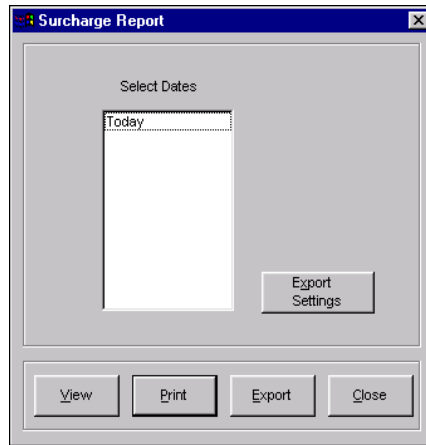 Surcharge Report
Select Dates
Today
Export
Settings
View
Print
Export
Close